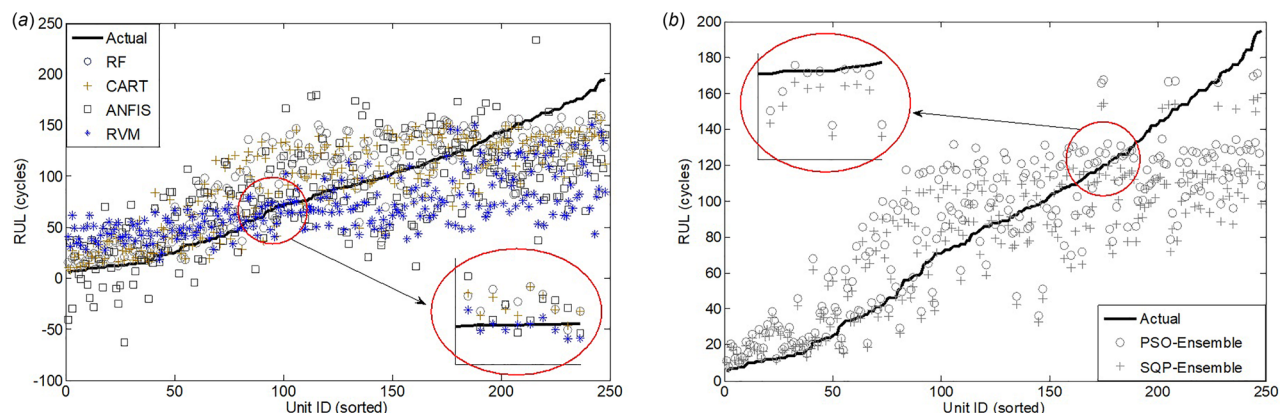 (a)
250
200
150
100
50
0
-50
-100
RUL (cycles)
Actual
RF
CART
ANFIS
RVM
0
50
100
150
200
250
Unit ID (sorted)
(b)
200
180
160
140
120
100
80
60
40
20
0
RUL (cycles)
Actual
PSO-Ensemble
SQP-Ensemble
0
50
100
150
200
250
Unit ID (sorted)